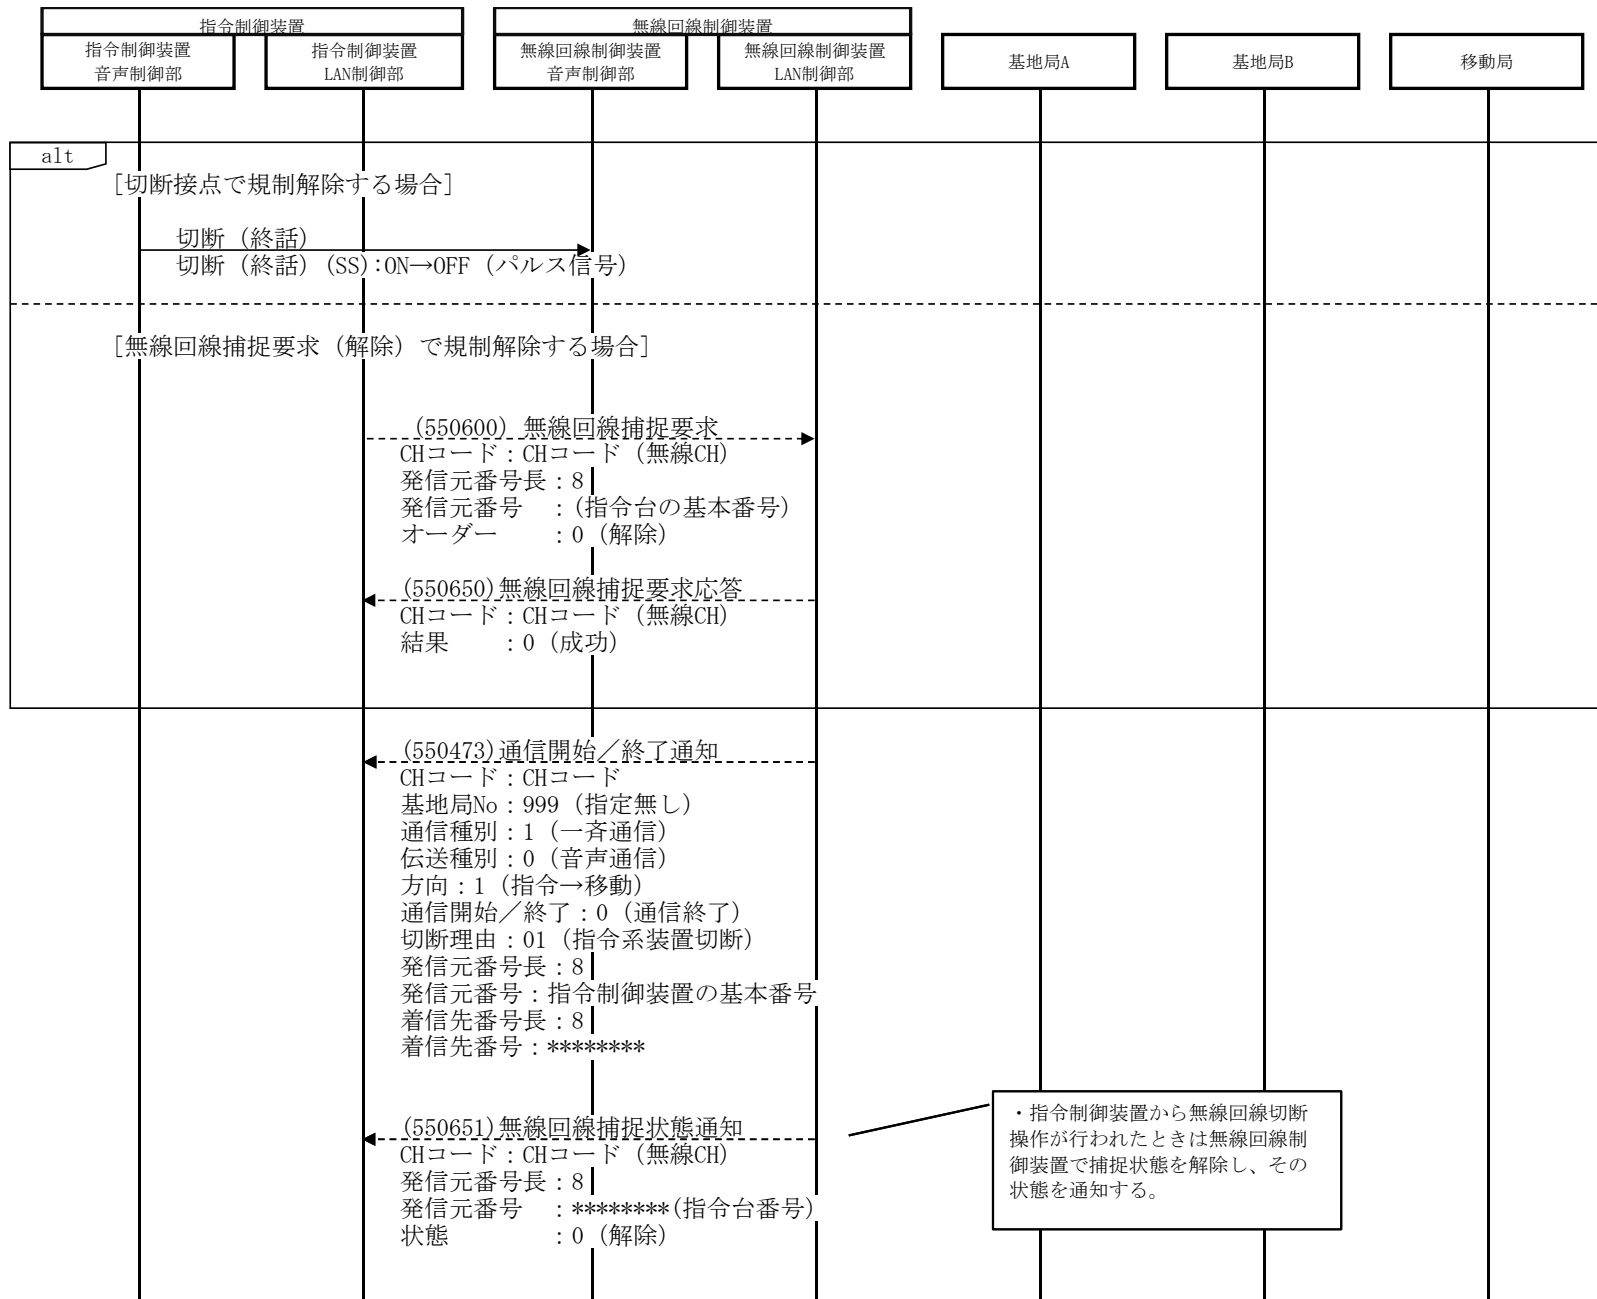 指令制御装置
無線回線制御装置
指令制御装置
音声制御部
指令制御装置
LAN制御部
無線回線制御装置
音声制御部
無線回線制御装置
LAN制御部
基地局A
基地局B
移動局
alt
[切断接点で規制解除する場合]
切断（終話）
切断（終話）(SS):ON→OFF（パルス信号）
[無線回線捕捉要求（解除）で規制解除する場合]
(550600) 無線回線捕捉要求
CHコード：CHコード（無線CH）
発信元番号長：8
発信元番号　：(指令台の基本番号)
オーダー　　：0（解除）
(550650)無線回線捕捉要求応答
CHコード：CHコード（無線CH）
結果　　：0（成功）
(550473)通信開始／終了通知
CHコード：CHコード
基地局No：999（指定無し）
通信種別：1（一斉通信）
伝送種別：0（音声通信）
方向：1（指令→移動）
通信開始／終了：0（通信終了）
切断理由：01（指令系装置切断）
発信元番号長：8
発信元番号：指令制御装置の基本番号
着信先番号長：8
着信先番号：********
(550651)無線回線捕捉状態通知
CHコード：CHコード（無線CH）
発信元番号長：8
発信元番号　：********(指令台番号)
状態　　　　：0（解除）
・指令制御装置から無線回線切断
操作が行われたときは無線回線制
御装置で捕捉状態を解除し、その
状態を通知する。